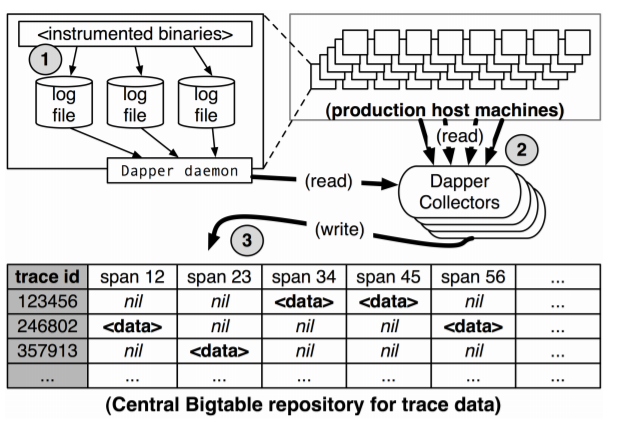 <instrumented binaries>
1
log file
log file
log file
Dapper daemon
(production host machines)
(read)
2
(read)
Dapper Collectors
(write)
3
trace id span 12 span 23 span 34 span 45 span 56 ...
123456 nil nil <data> <data> nil ...
246802 <data> nil nil nil <data> ...
357913 nil <data> nil nil nil ...
... ... ... ... ... ... ...
(Central Bigtable repository for trace data)